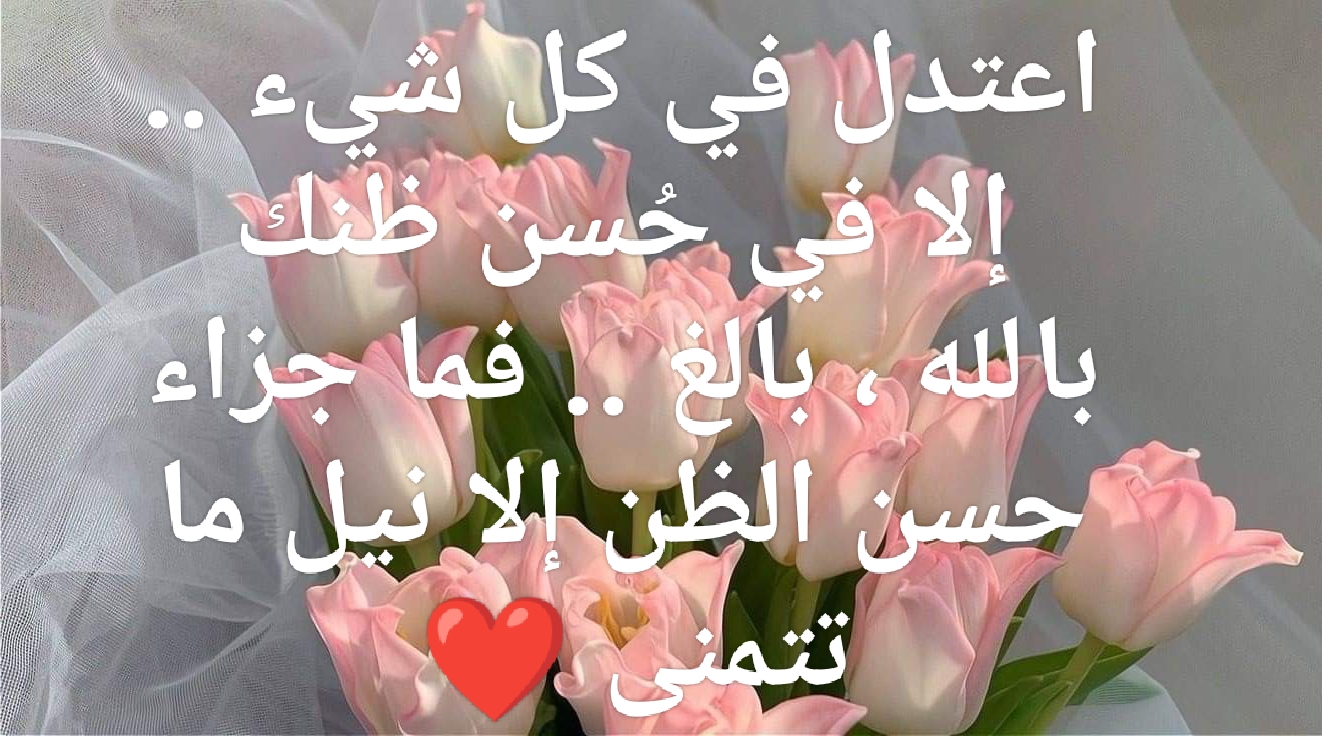 اعتدل في كل شيء ..
إلا في حُسن ظنك
بالله ، بالغ .. فما جزاء
حسن الظن إلا نيل ما
تتمنى ❤️